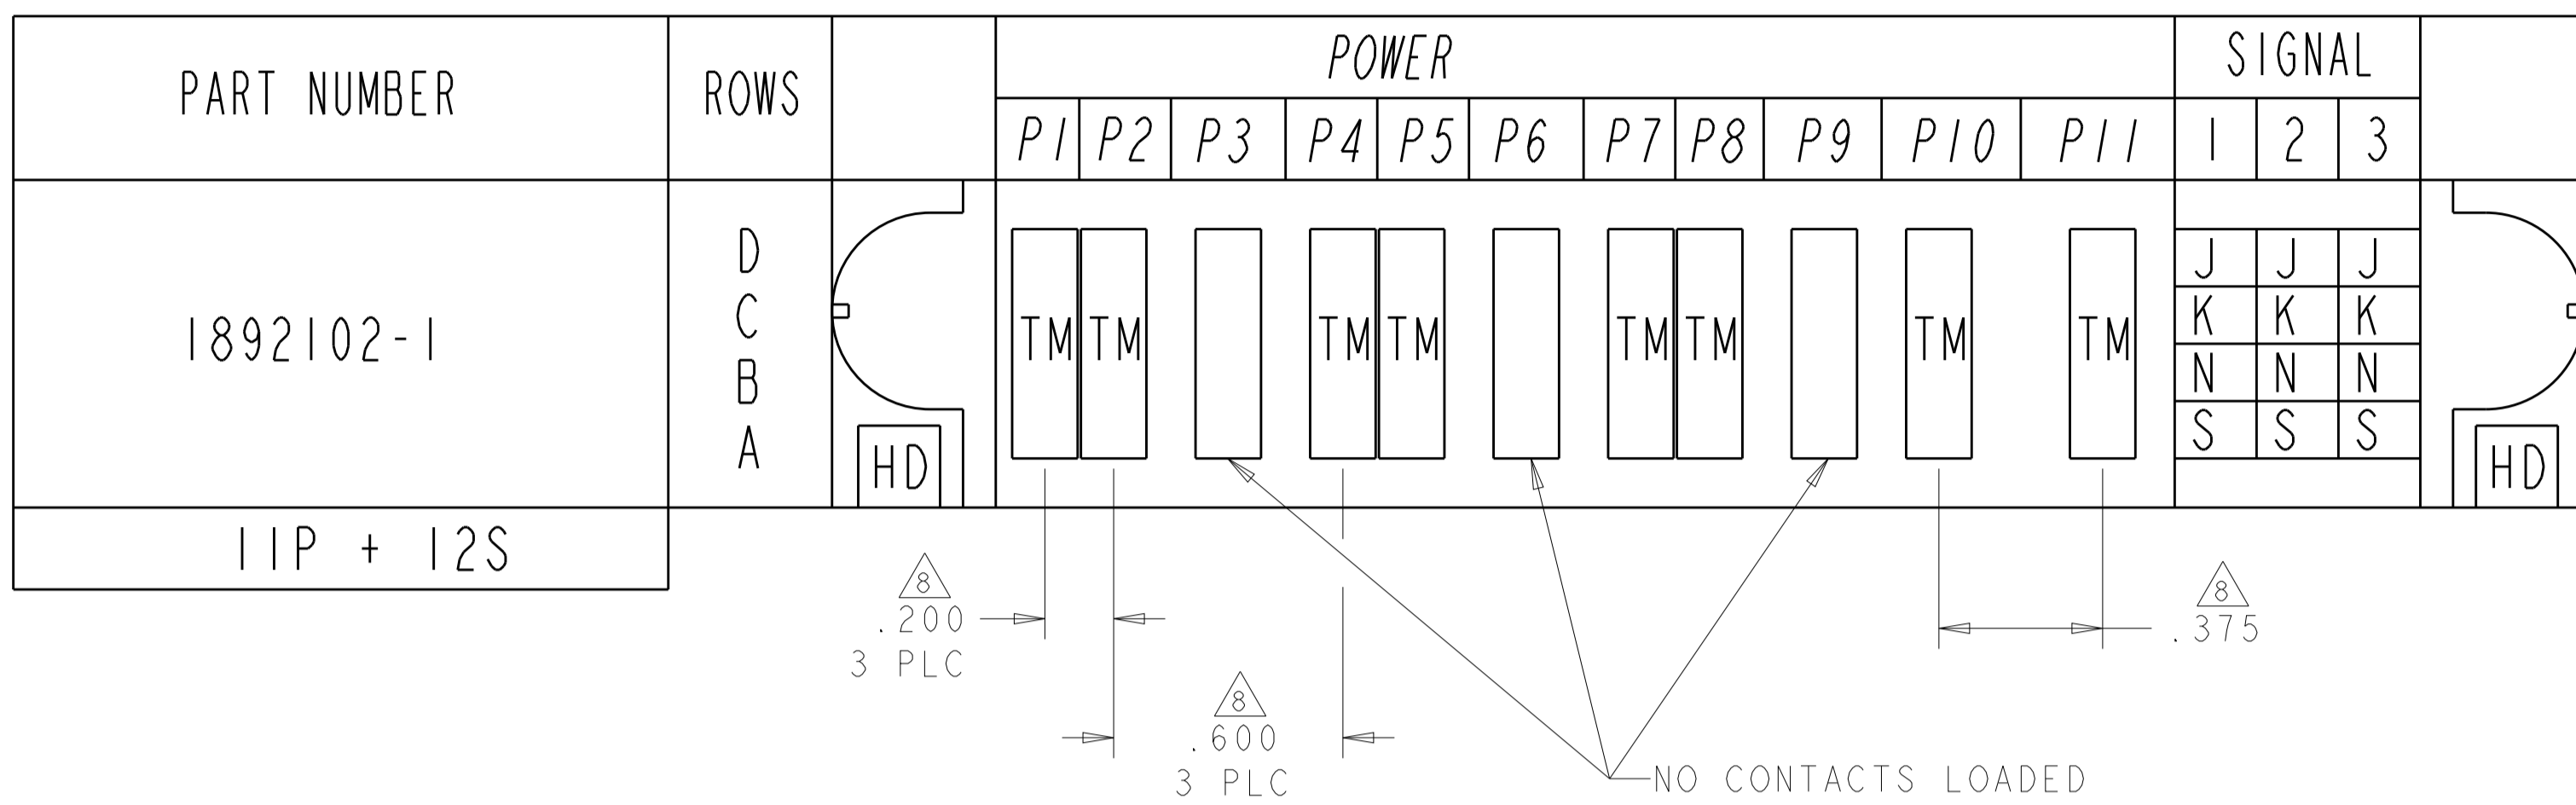 PART NUMBER ROWS POWER SIGNAL
P1 P2 P3 P4 P5 P6 P7 P8 P9 P10 P11 1 2 3
1892102-1
D
C
B
A
HD
TM TM TM TM TM TM TM TM
J J J
K K K
N N N
S S S
HD
11P + 12S
8
.200
3 PLC
8
.600
3 PLC
8
.375
NO CONTACTS LOADED